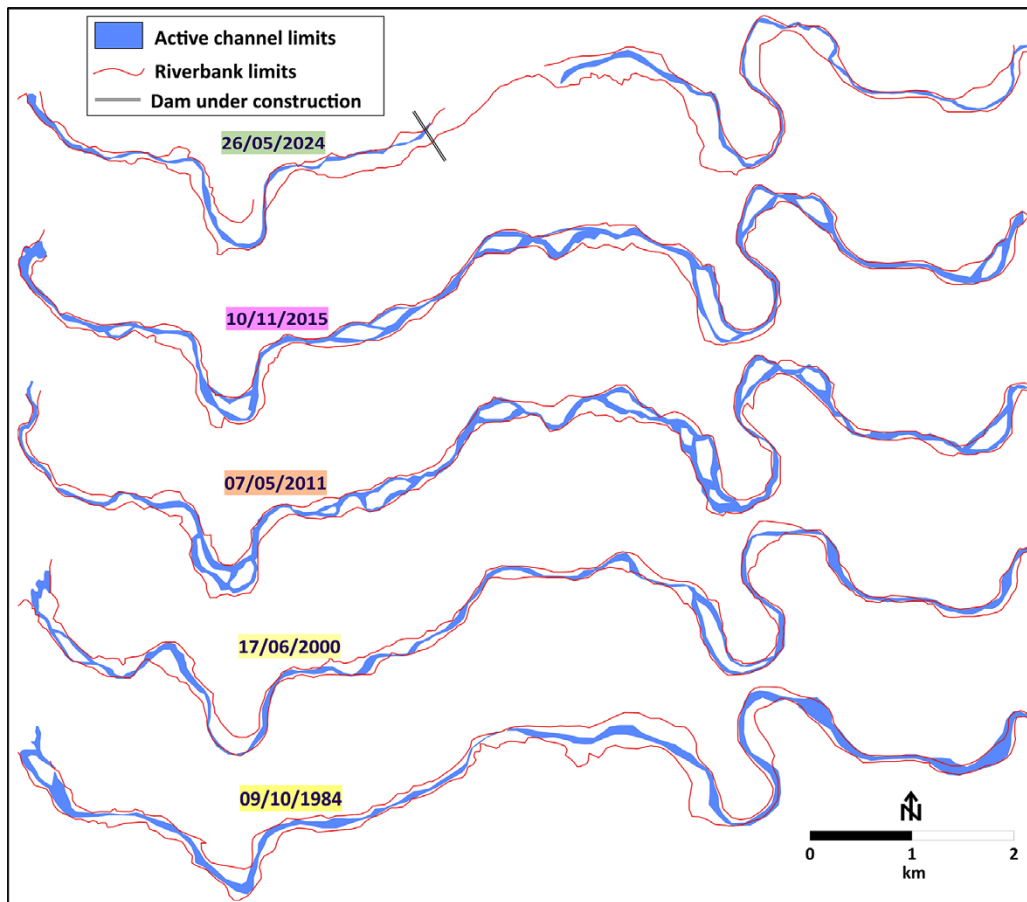 Active channel limits
Riverbank limits
Dam under construction
26/05/2024
10/11/2015
07/05/2011
17/06/2000
09/10/1984
N
0 1 2
km